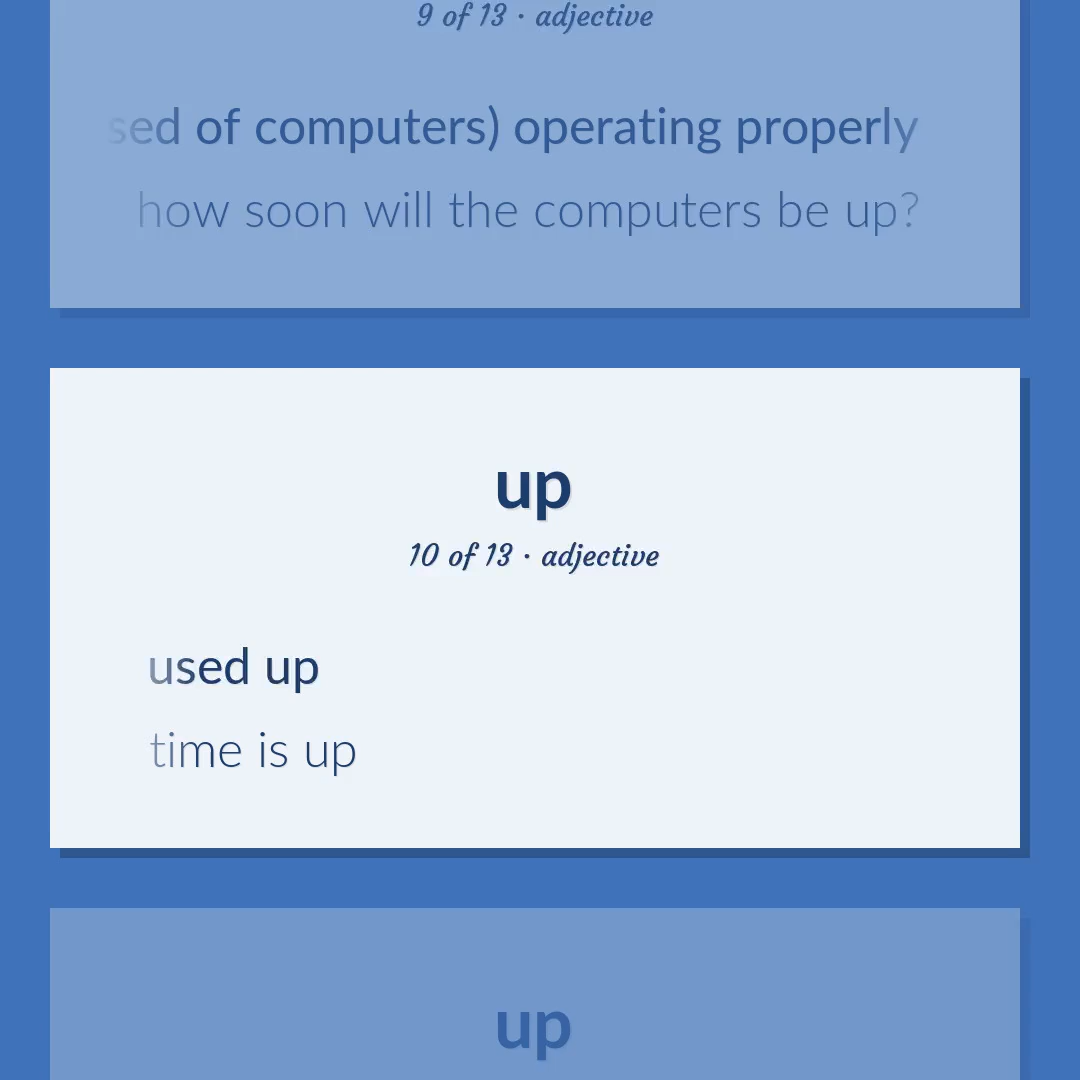 9 of 13 · adjective
sed of computers) operating properly
how soon will the computers be up?
up
10 of 13 · adjective
used up
time is up
up